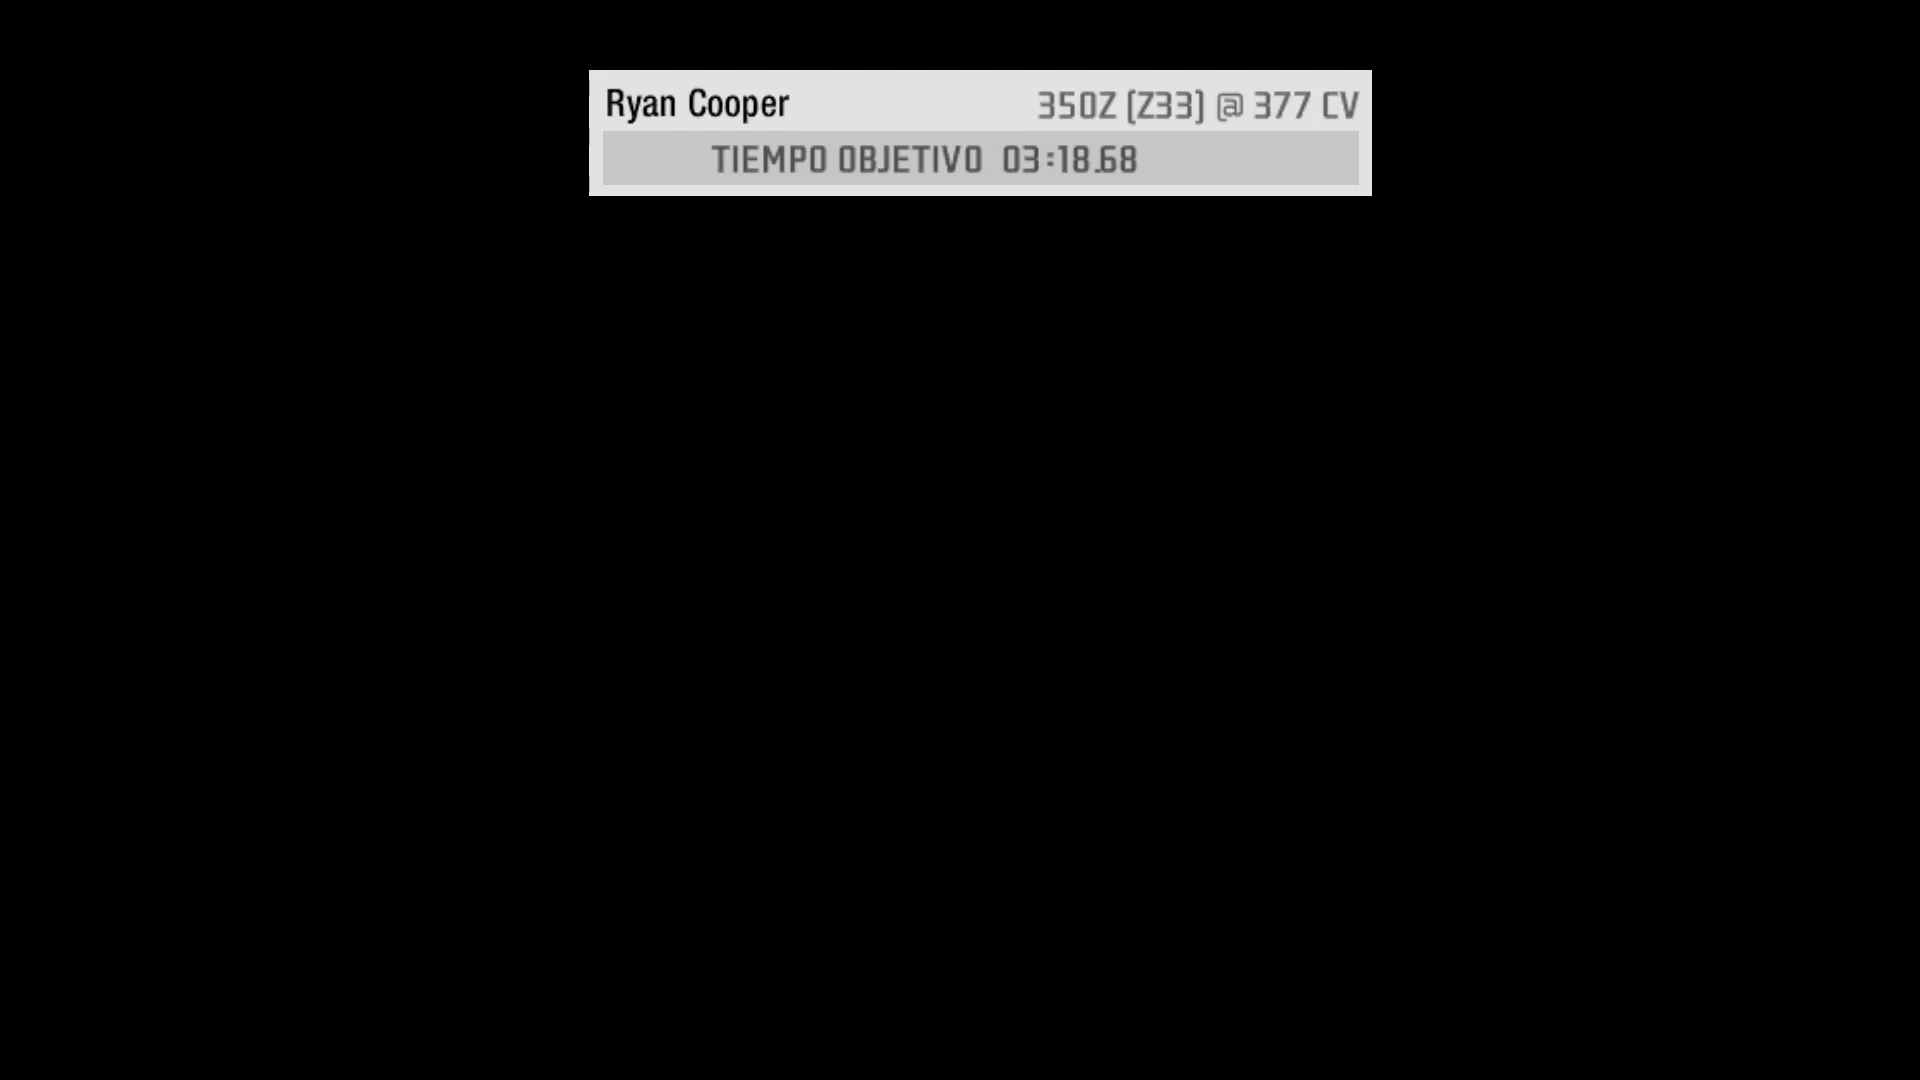 Ryan Cooper 350Z (Z33) @ 377 CV
TIEMPO OBJETIVO 03:18.68